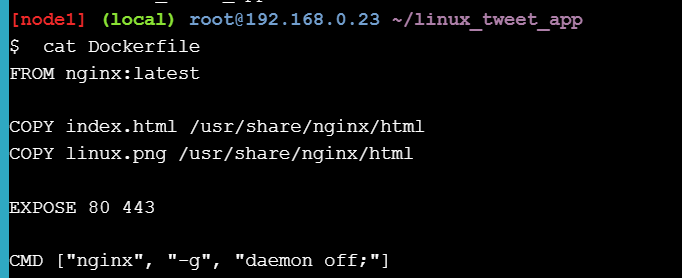 [node1] (local) root@192.168.0.23 ~/linux_tweet_app
$  cat Dockerfile
FROM nginx:latest
COPY index.html /usr/share/nginx/html
COPY linux.png /usr/share/nginx/html
EXPOSE 80 443
CMD ["nginx", "-g", "daemon off;"]